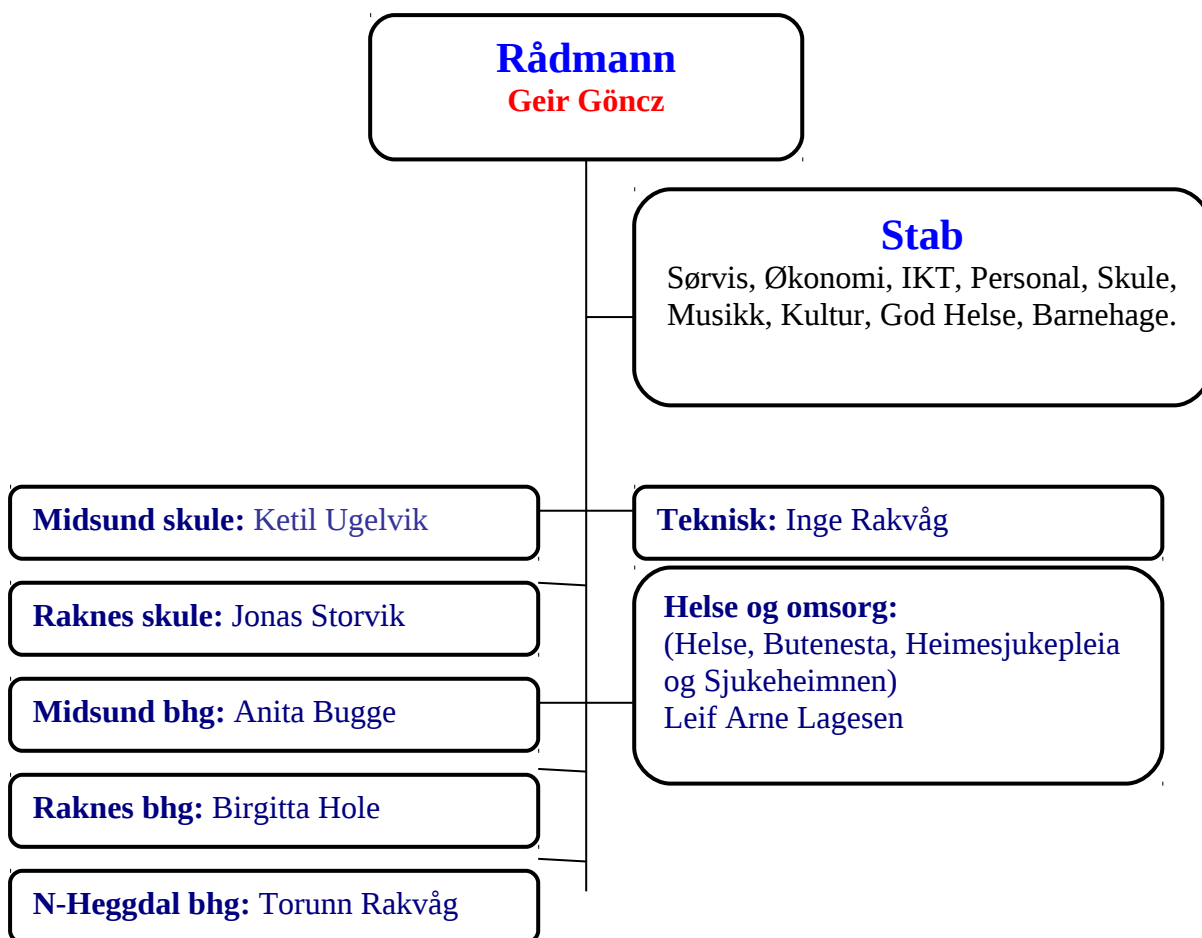 Rådmann
Geir Göncz
Stab
Sørvis, Økonomi, IKT, Personal, Skule,
Musikk, Kultur, God Helse, Barnehage.
Midsund skule: Ketil Ugelvik
Teknisk: Inge Rakvåg
Raknes skule: Jonas Storvik
Helse og omsorg:
(Helse, Butenesta, Heimesjukepleia
og Sjukeheimnen)
Leif Arne Lagesen
Midsund bhg: Anita Bugge
Raknes bhg: Birgitta Hole
N-Heggdal bhg: Torunn Rakvåg